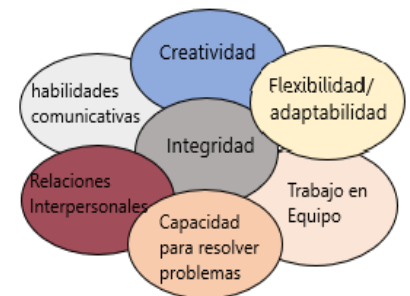 Creatividad
Flexibilidad/
adaptabilidad
habilidades
comunicativas
Integridad
Relaciones
Interpersonales
Trabajo en
Equipo
Capacidad
para resolver
problemas